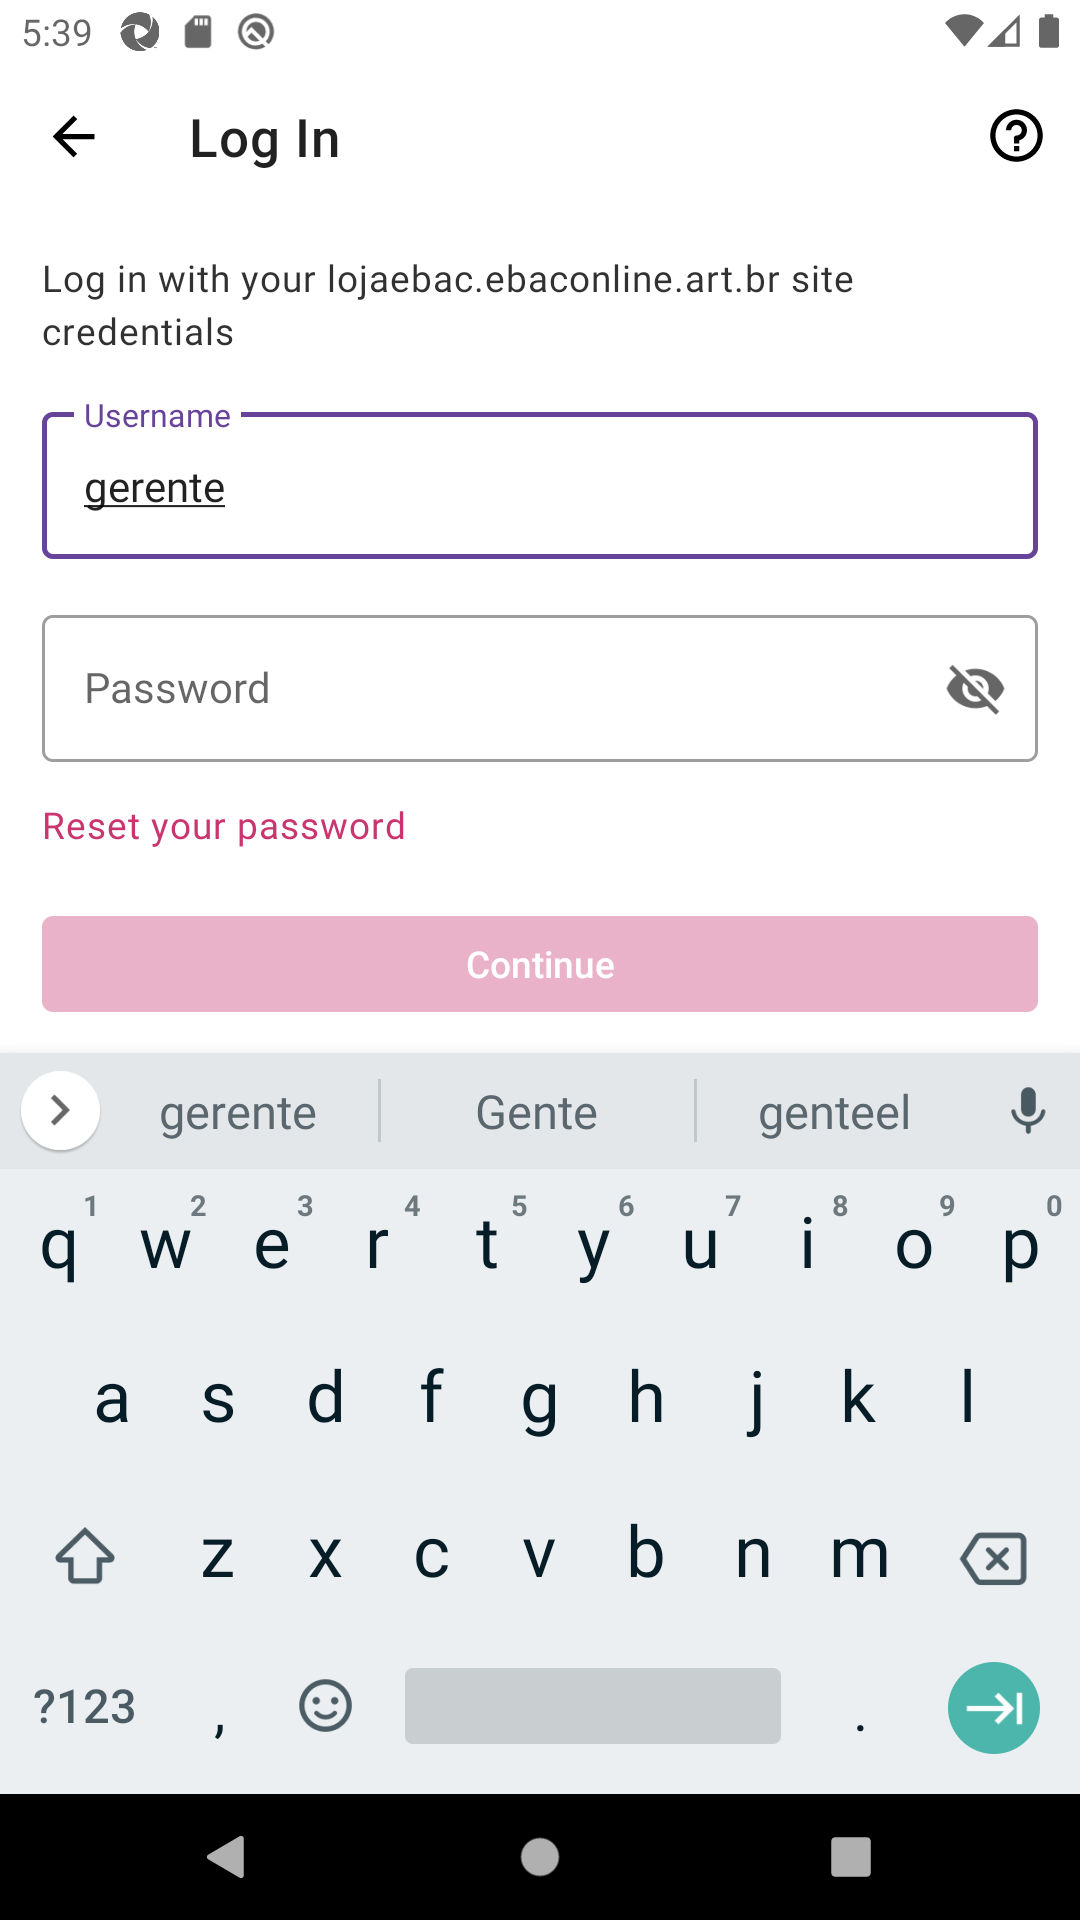 5:39
Log In
Log in with your lojaebac.ebaconline.art.br site
credentials
Username
gerente
Password
Reset your password
Continue
gerente Gente genteel
1 2 3 4 5 6 7 8 9 0
q w e r t y u i o p
a s d f g h j k l
z x c v b n m
?123 , .